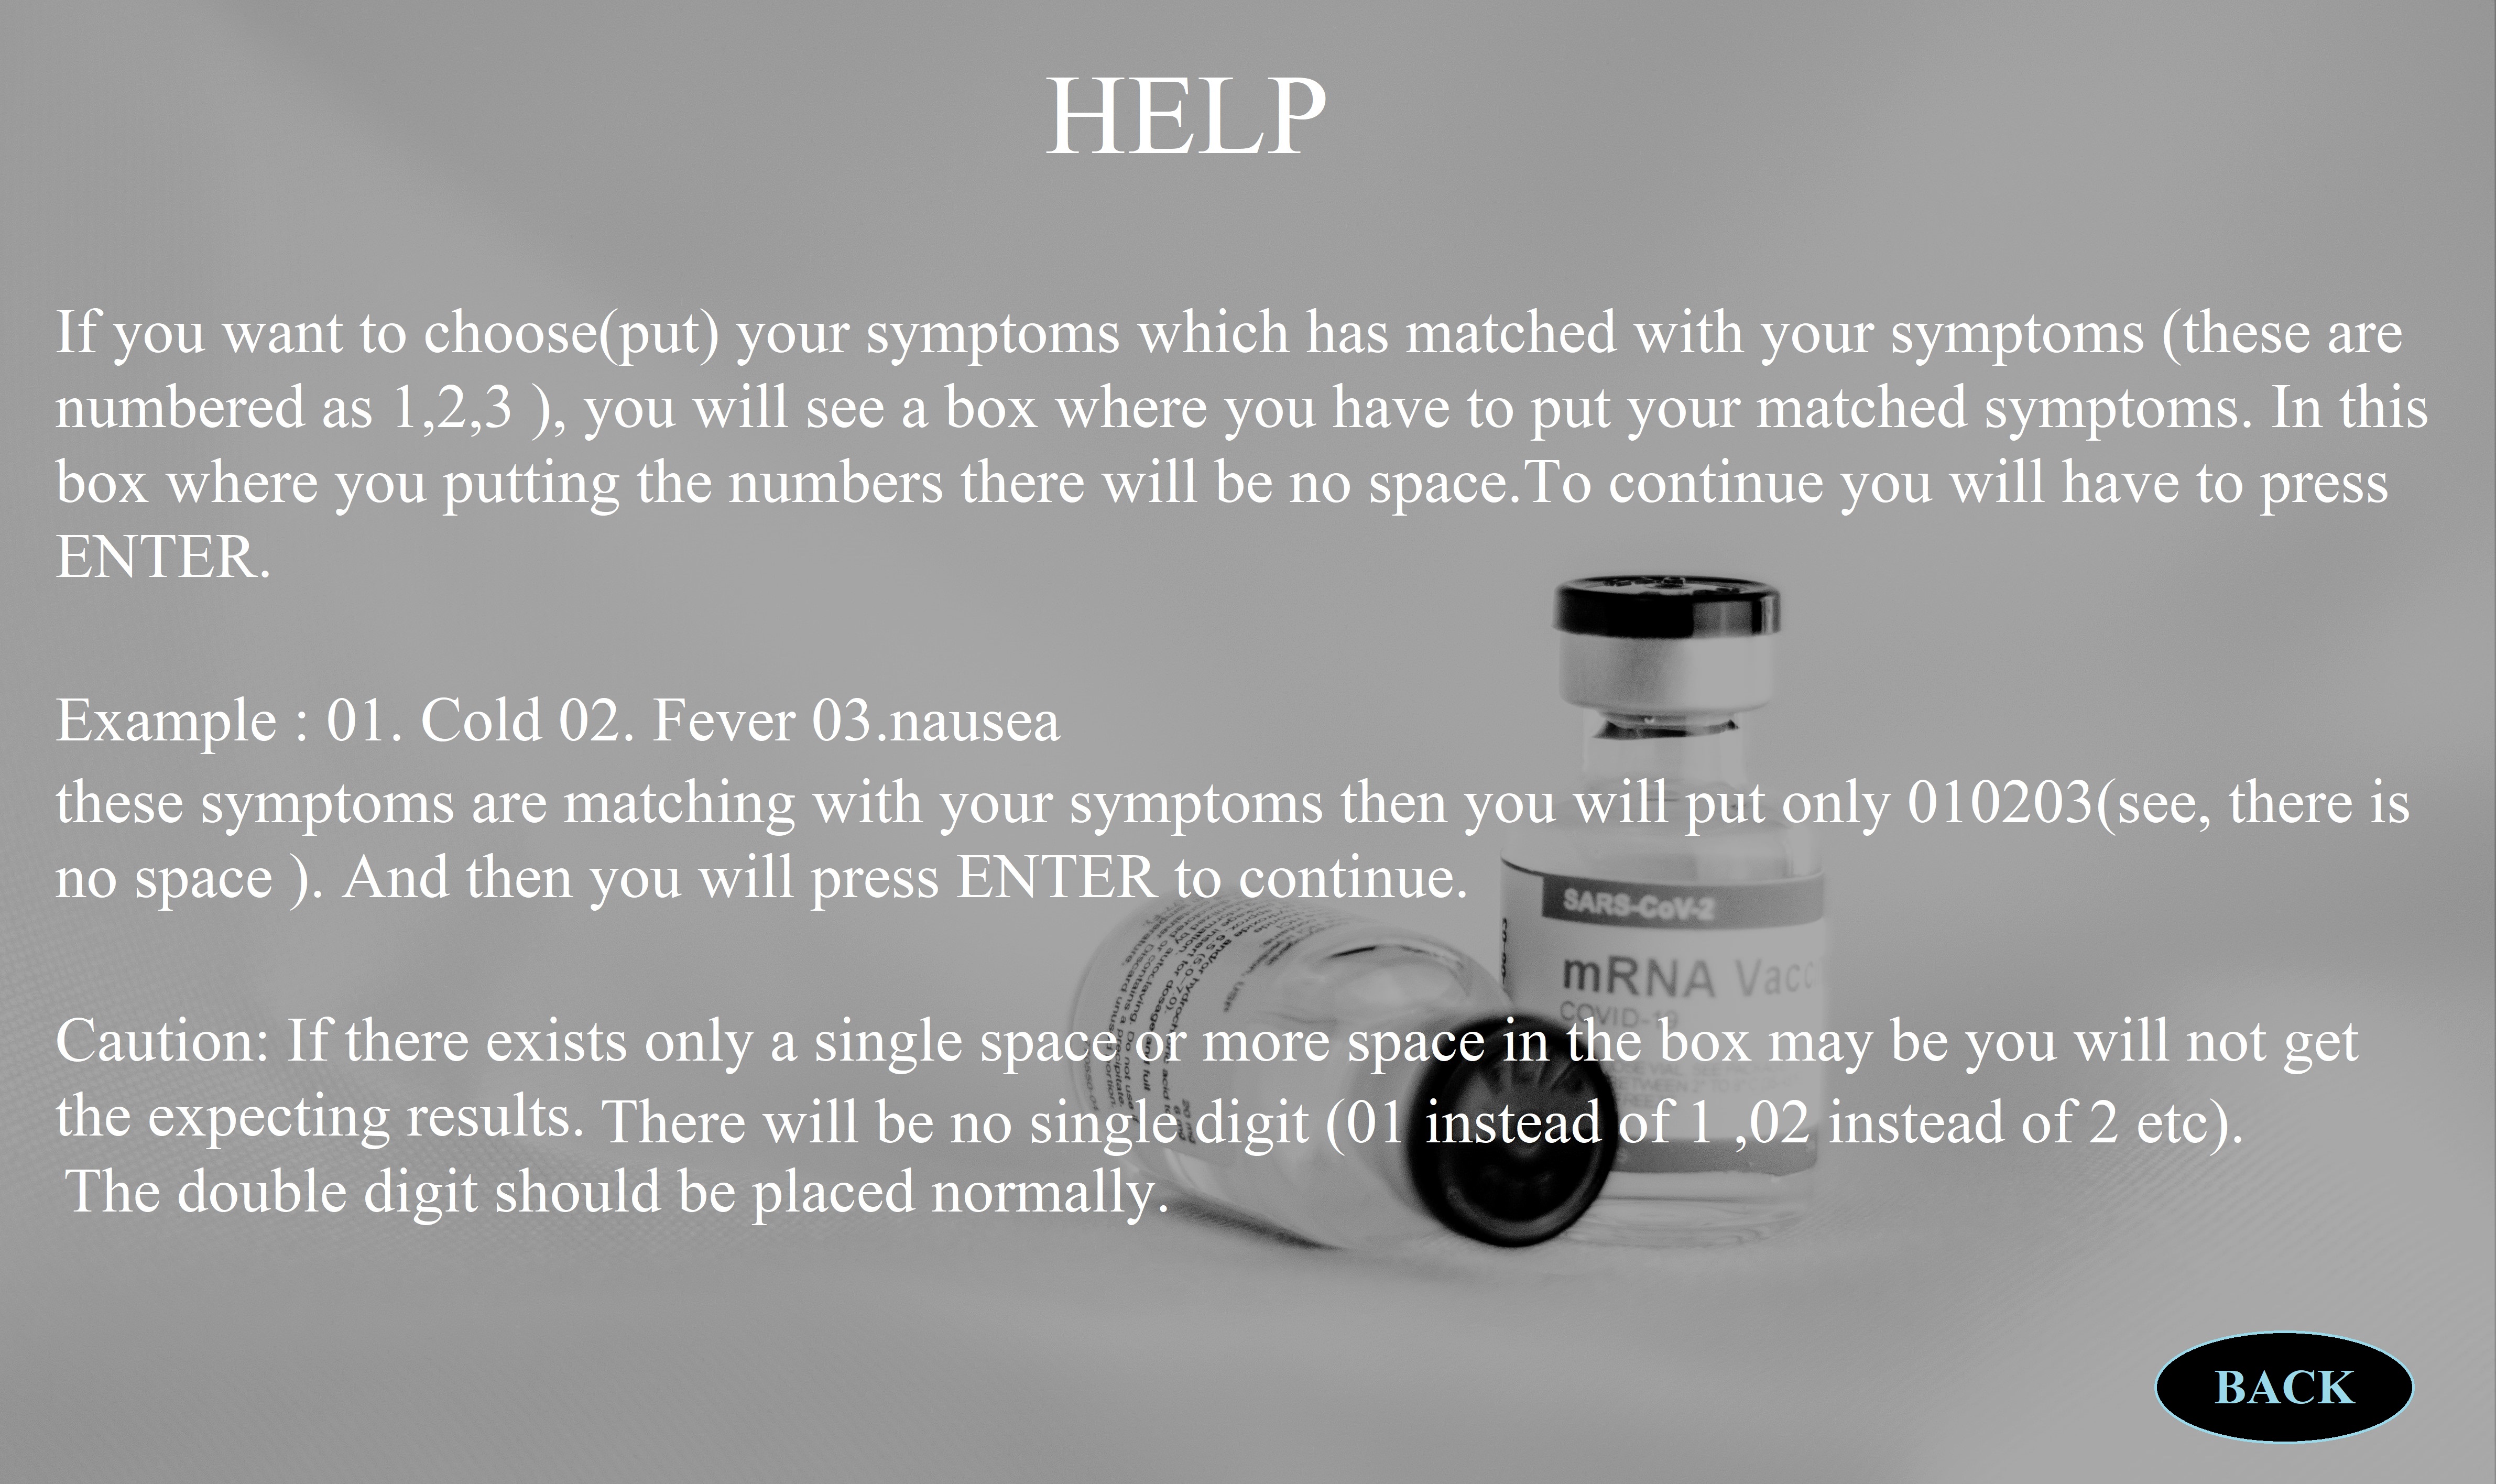 HELP
If you want to choose(put) your symptoms which has matched with your symptoms (these are
numbered as 1,2,3 ), you will see a box where you have to put your matched symptoms. In this
box where you putting the numbers there will be no space.To continue you will have to press
ENTER.
Example : 01. Cold 02. Fever 03.nausea
these symptoms are matching with your symptoms then you will put only 010203(see, there is
no space ). And then you will press ENTER to continue.
SARS-CoV-2
mRNA Vacc
COVID-19
Caution: If there exists only a single space or more space in the box may be you will not get
the expecting results. There will be no single digit (01 instead of 1 ,02 instead of 2 etc).
The double digit should be placed normally.
BACK